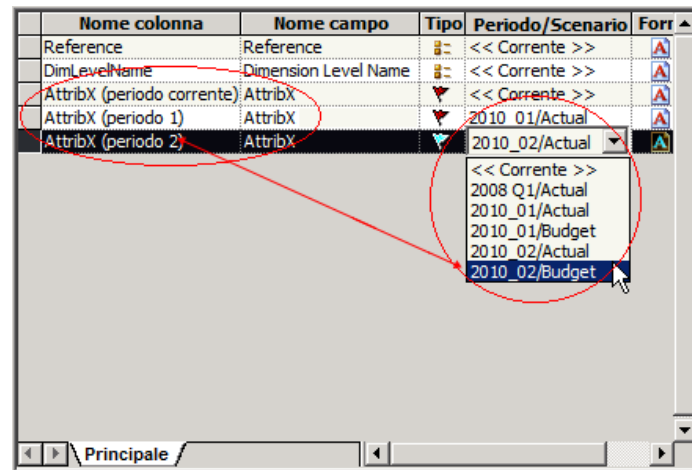 Nome colonna Nome campo Tipo Periodo/Scenario Forr
Reference Reference << Corrente >> A
DimLevelName Dimension Level Name << Corrente >> A
AttribX (periodo corrente) AttribX << Corrente >> A
AttribX (periodo 1) AttribX 2010_01/Actual A
AttribX (periodo 2) AttribX 2010_02/Actual A
<< Corrente >>
2008 Q1/Actual
2010_01/Actual
2010_01/Budget
2010_02/Actual
2010_02/Budget
Principale